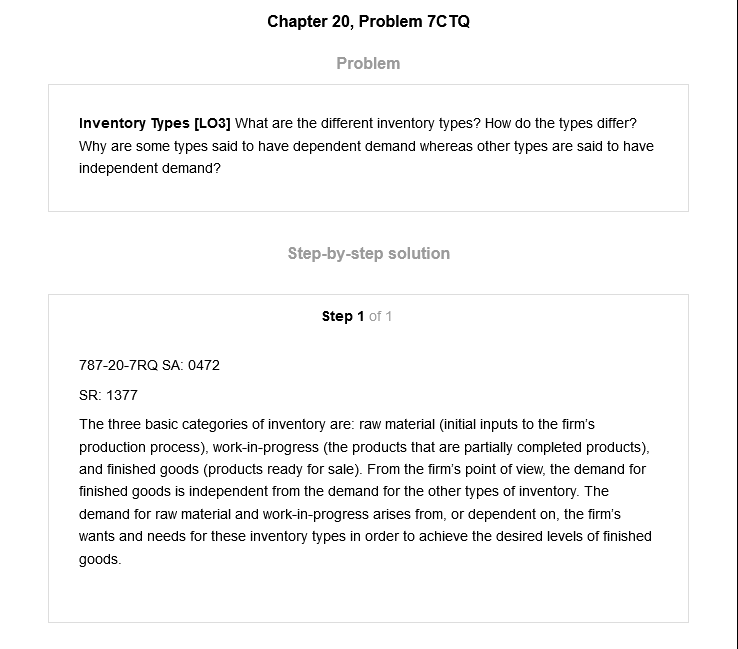 Chapter 20, Problem 7CTQ
Problem
Inventory Types [LO3] What are the different inventory types? How do the types differ?
Why are some types said to have dependent demand whereas other types are said to have
independent demand?
Step-by-step solution
Step 1 of 1
787-20-7RQ SA: 0472
SR: 1377
The three basic categories of inventory are: raw material (initial inputs to the firm's
production process), work-in-progress (the products that are partially completed products),
and finished goods (products ready for sale). From the firm's point of view, the demand for
finished goods is independent from the demand for the other types of inventory. The
demand for raw material and work-in-progress arises from, or dependent on, the firm's
wants and needs for these inventory types in order to achieve the desired levels of finished
goods.